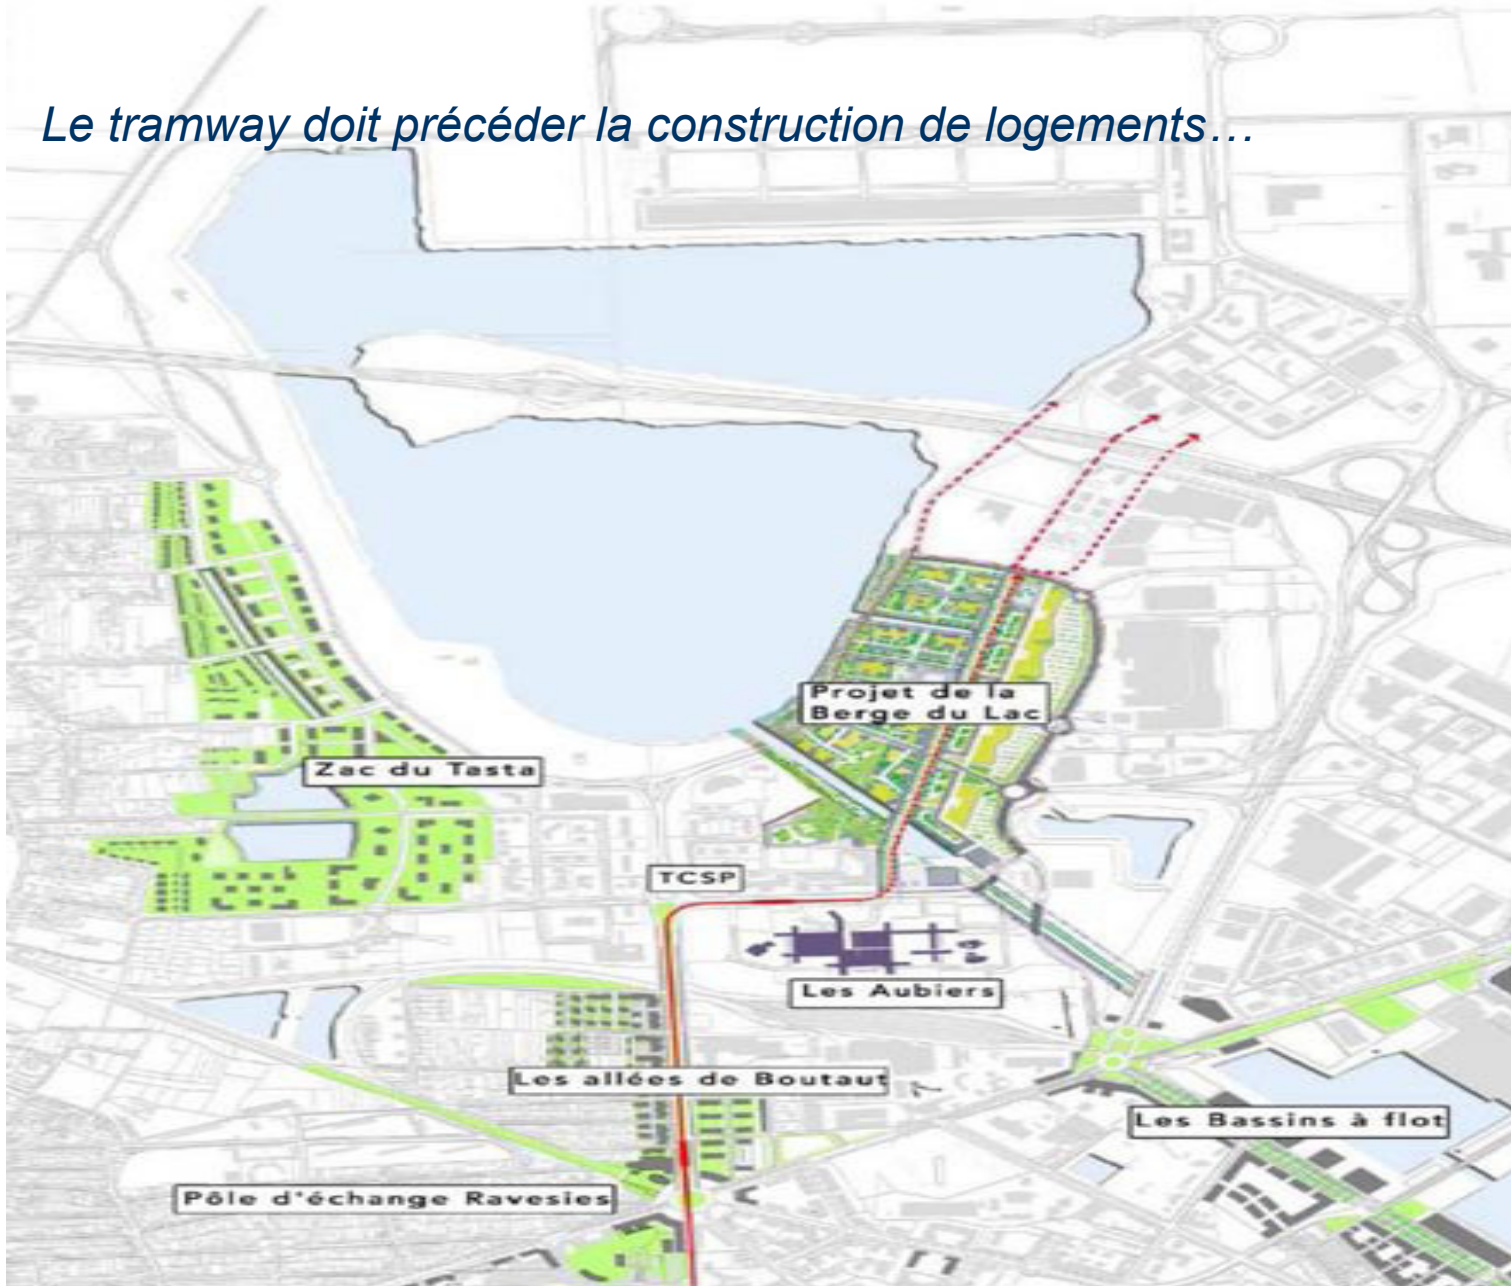 Le tramway doit précéder la construction de logements…
Projet de la
Berge du Lac
Zac du Tasta
TCSP
Les Aubiers
Les allées de Boutaut
Les Bassins à flot
Pôle d'échange Ravesies